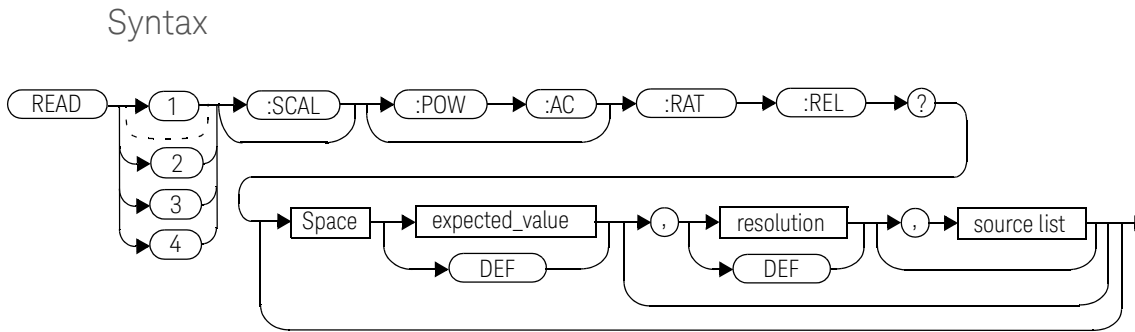 Syntax
READ 1 :SCAL :POW :AC :RAT :REL ?
2
3
4
Space expected_value , resolution , source list
DEF DEF